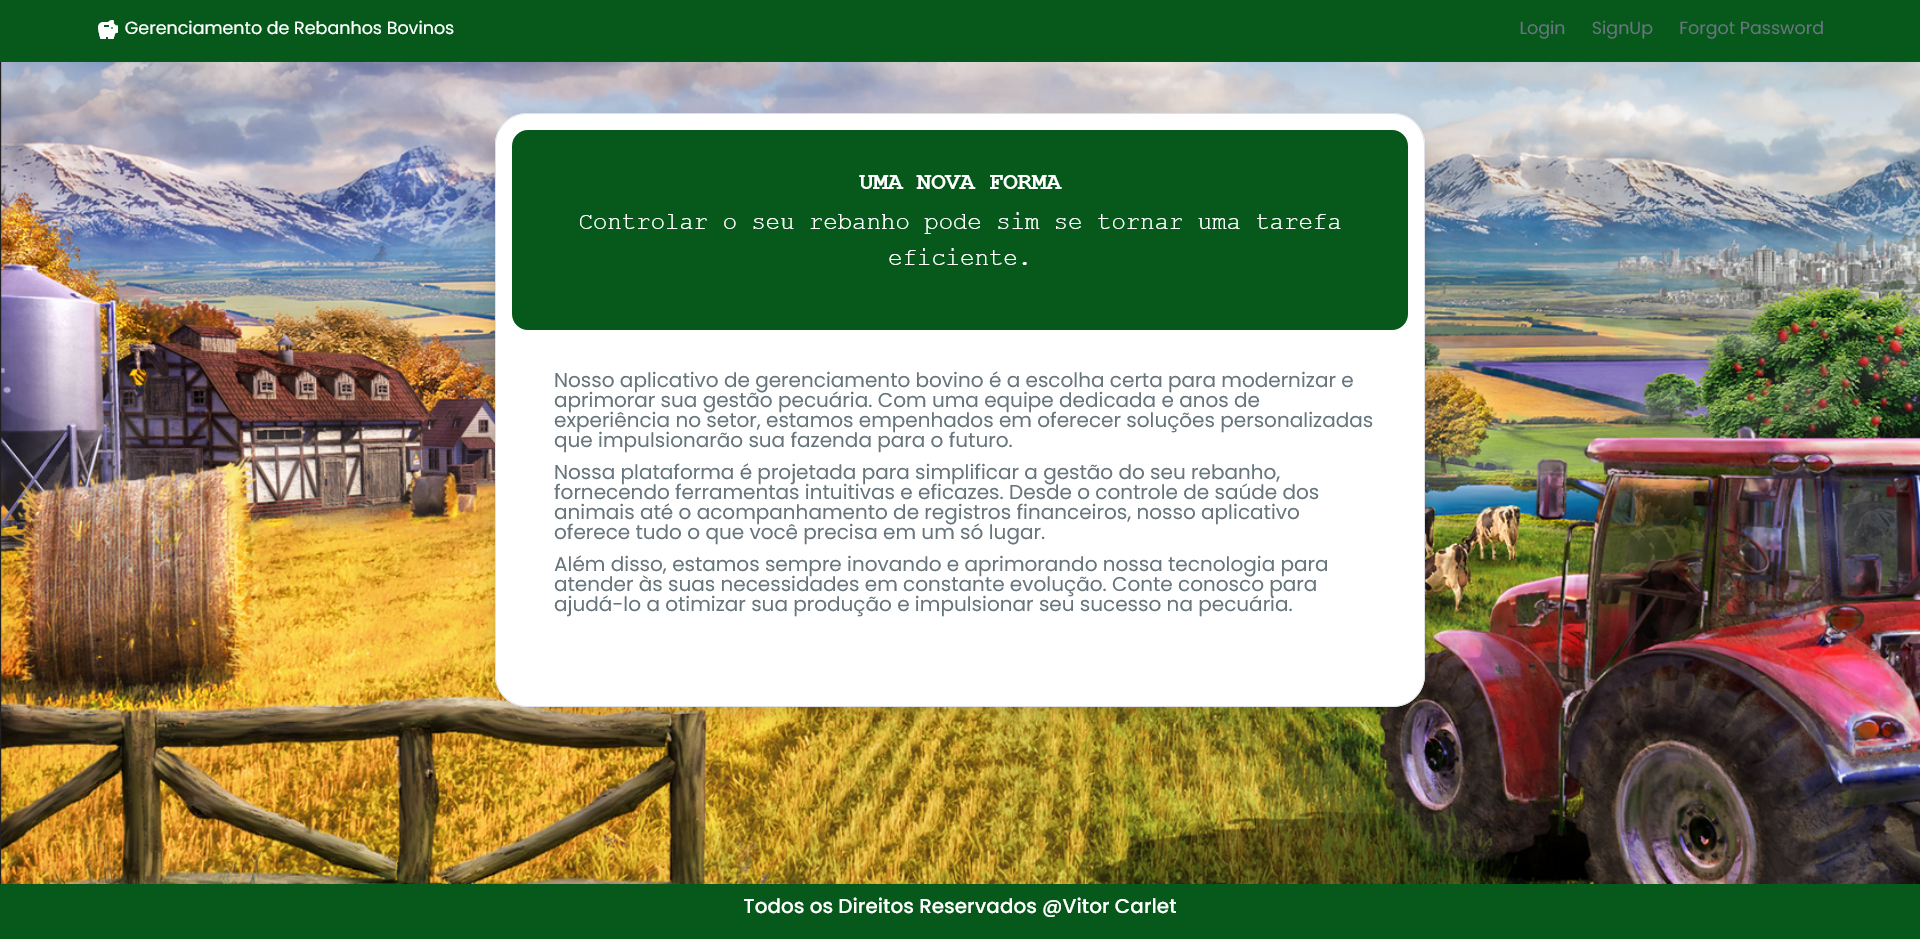 Gerenciamento de Rebanhos Bovinos
Login SignUp Forgot Password
UMA NOVA FORMA
Controlar o seu rebanho pode sim se tornar uma tarefa
eficiente.
Nosso aplicativo de gerenciamento bovino é a escolha certa para modernizar e
aprimorar sua gestão pecuária. Com uma equipe dedicada e anos de
experiência no setor, estamos empenhados em oferecer soluções personalizadas
que impulsionarão sua fazenda para o futuro.
Nossa plataforma é projetada para simplificar a gestão do seu rebanho,
fornecendo ferramentas intuitivas e eficazes. Desde o controle de saúde dos
animais até o acompanhamento de registros financeiros, nosso aplicativo
oferece tudo o que você precisa em um só lugar.
Além disso, estamos sempre inovando e aprimorando nossa tecnologia para
atender às suas necessidades em constante evolução. Conte conosco para
ajudá-lo a otimizar sua produção e impulsionar seu sucesso na pecuária.
Todos os Direitos Reservados @Vitor Carlet